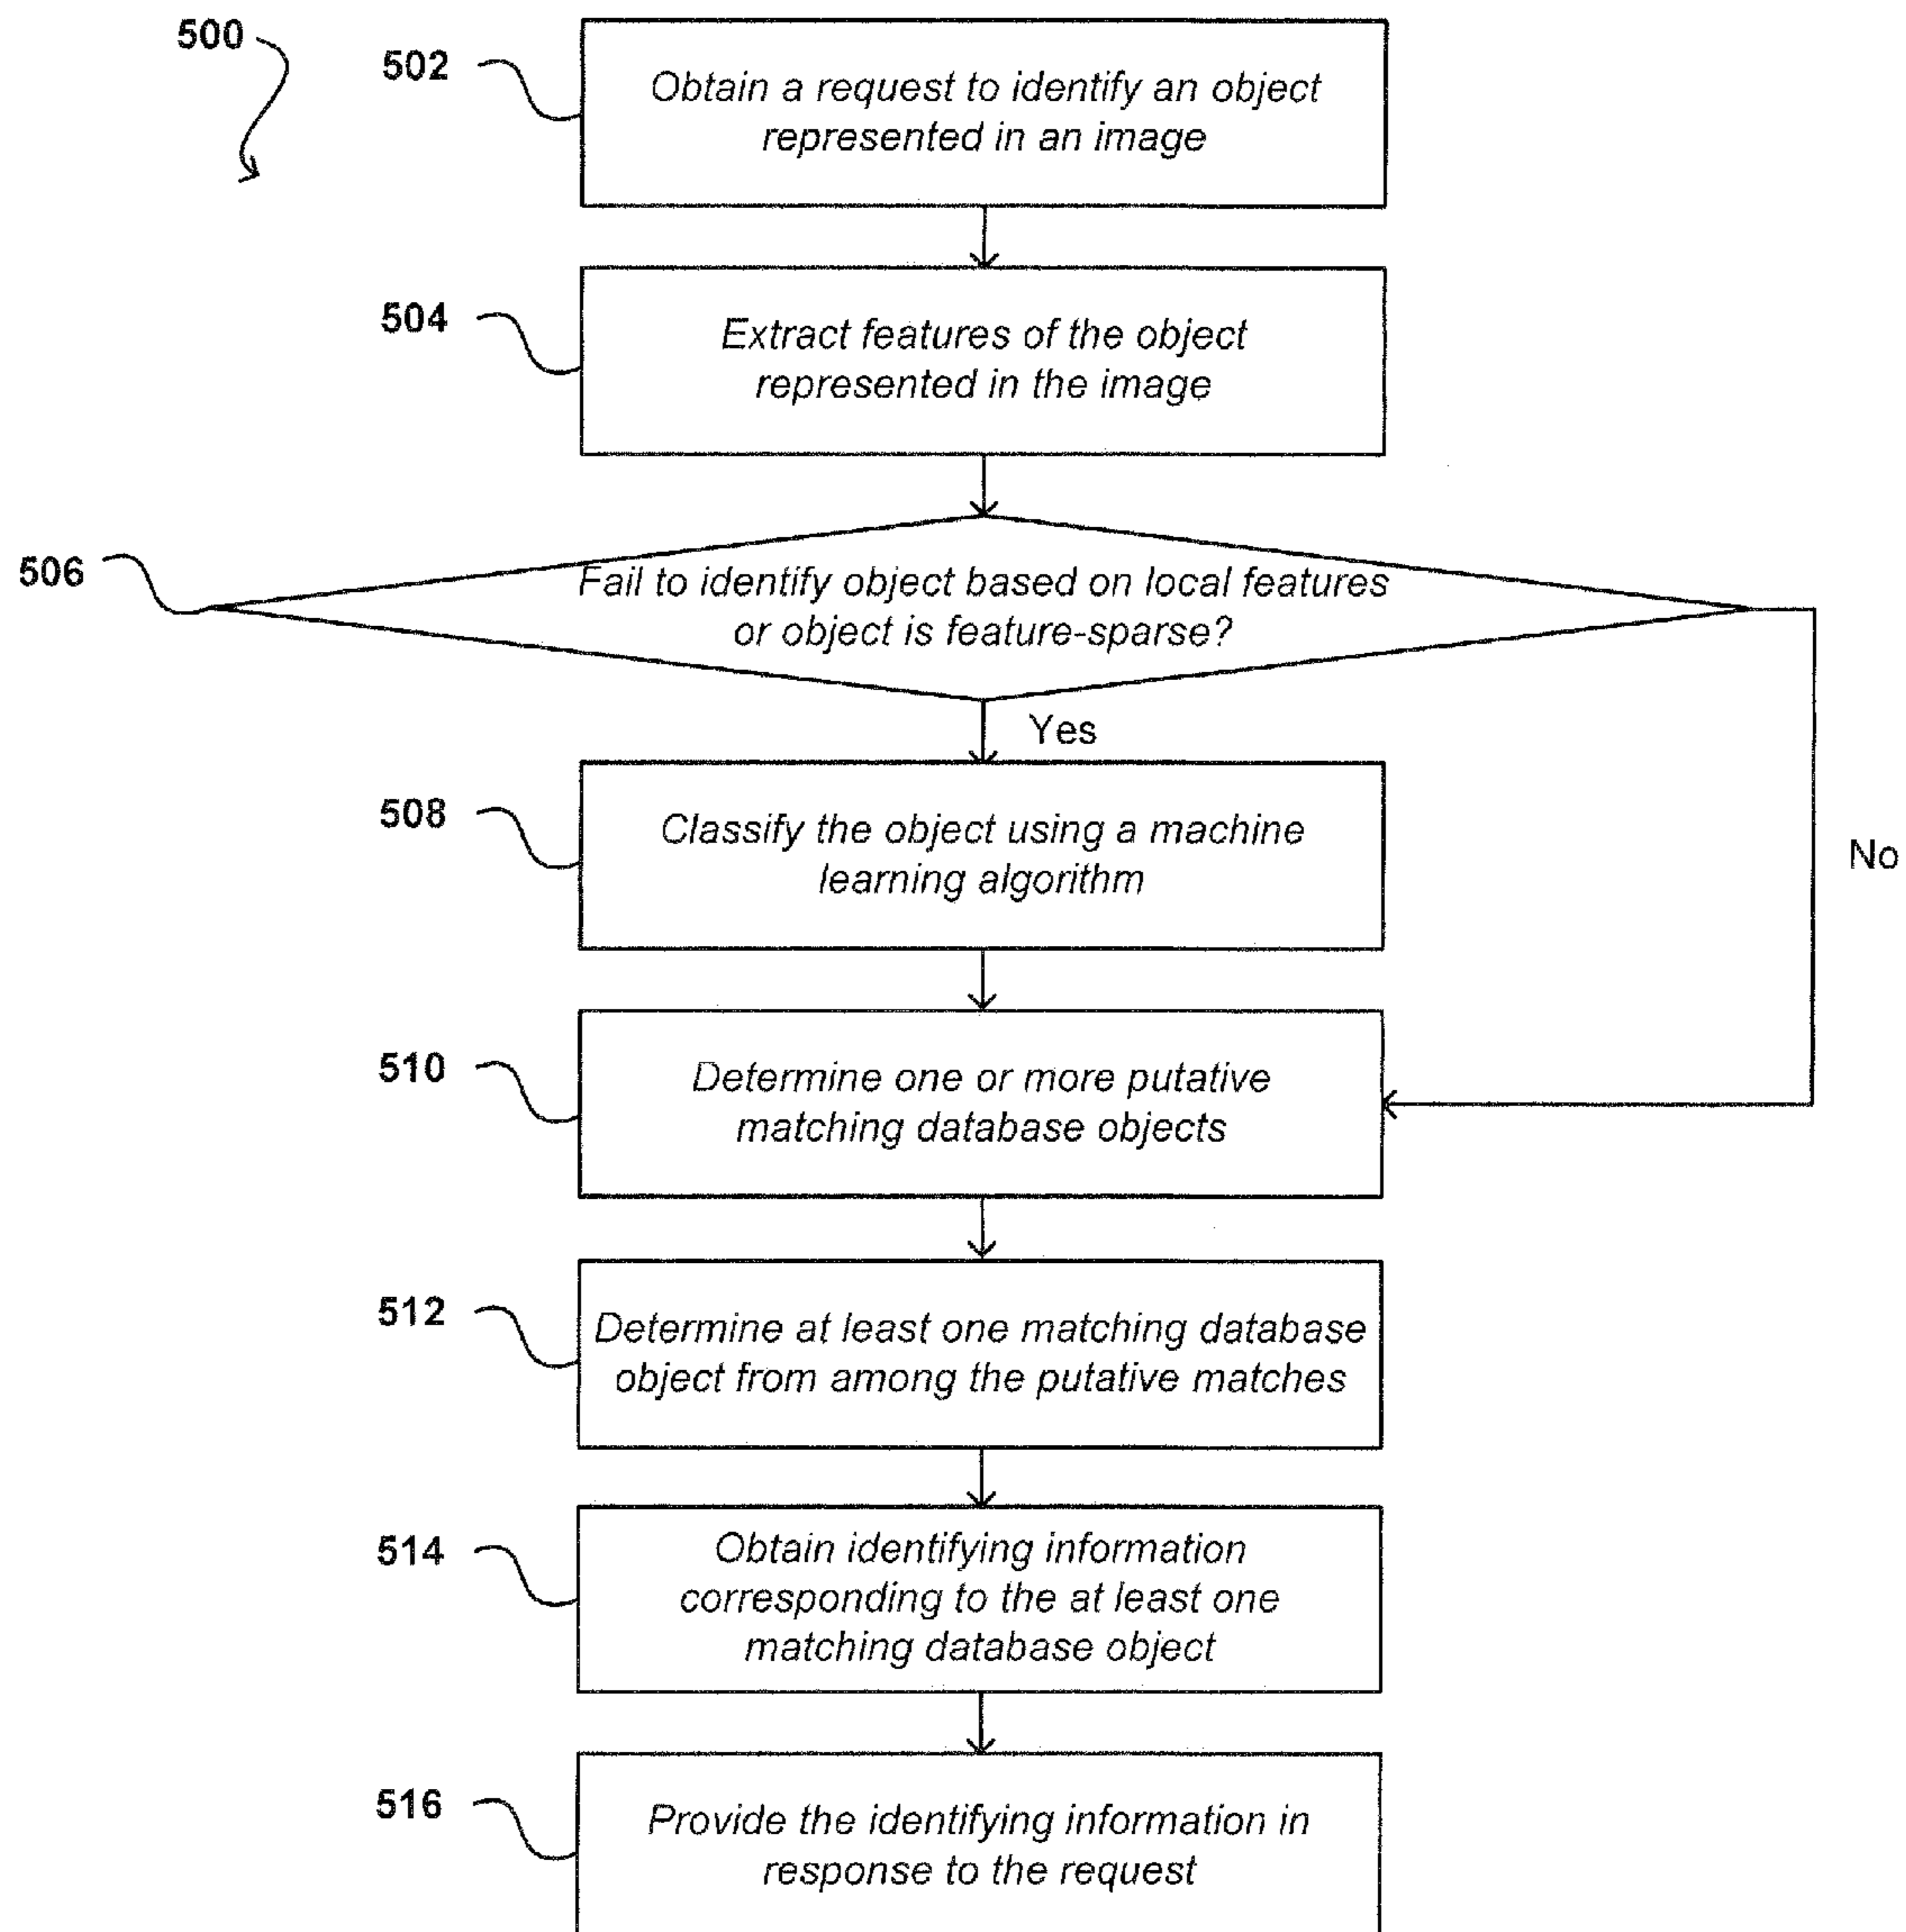 500
502
Obtain a request to identify an object
represented in an image
504
Extract features of the object
represented in the image
506
Fail to identify object based on local features
or object is feature-sparse?
Yes
508
Classify the object using a machine
learning algorithm
No
510
Determine one or more putative
matching database objects
512
Determine at least one matching database
object from among the putative matches
514
Obtain identifying information
corresponding to the at least one
matching database object
516
Provide the identifying information in
response to the request